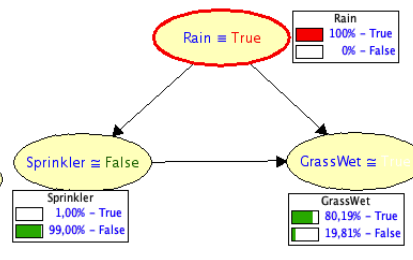 Rain
100% - True
0% - False
Rain ≡ True
Sprinkler ≅ False
GrassWet ≅ True
Sprinkler
1,00% - True
99,00% - False
GrassWet
80,19% - True
19,81% - False